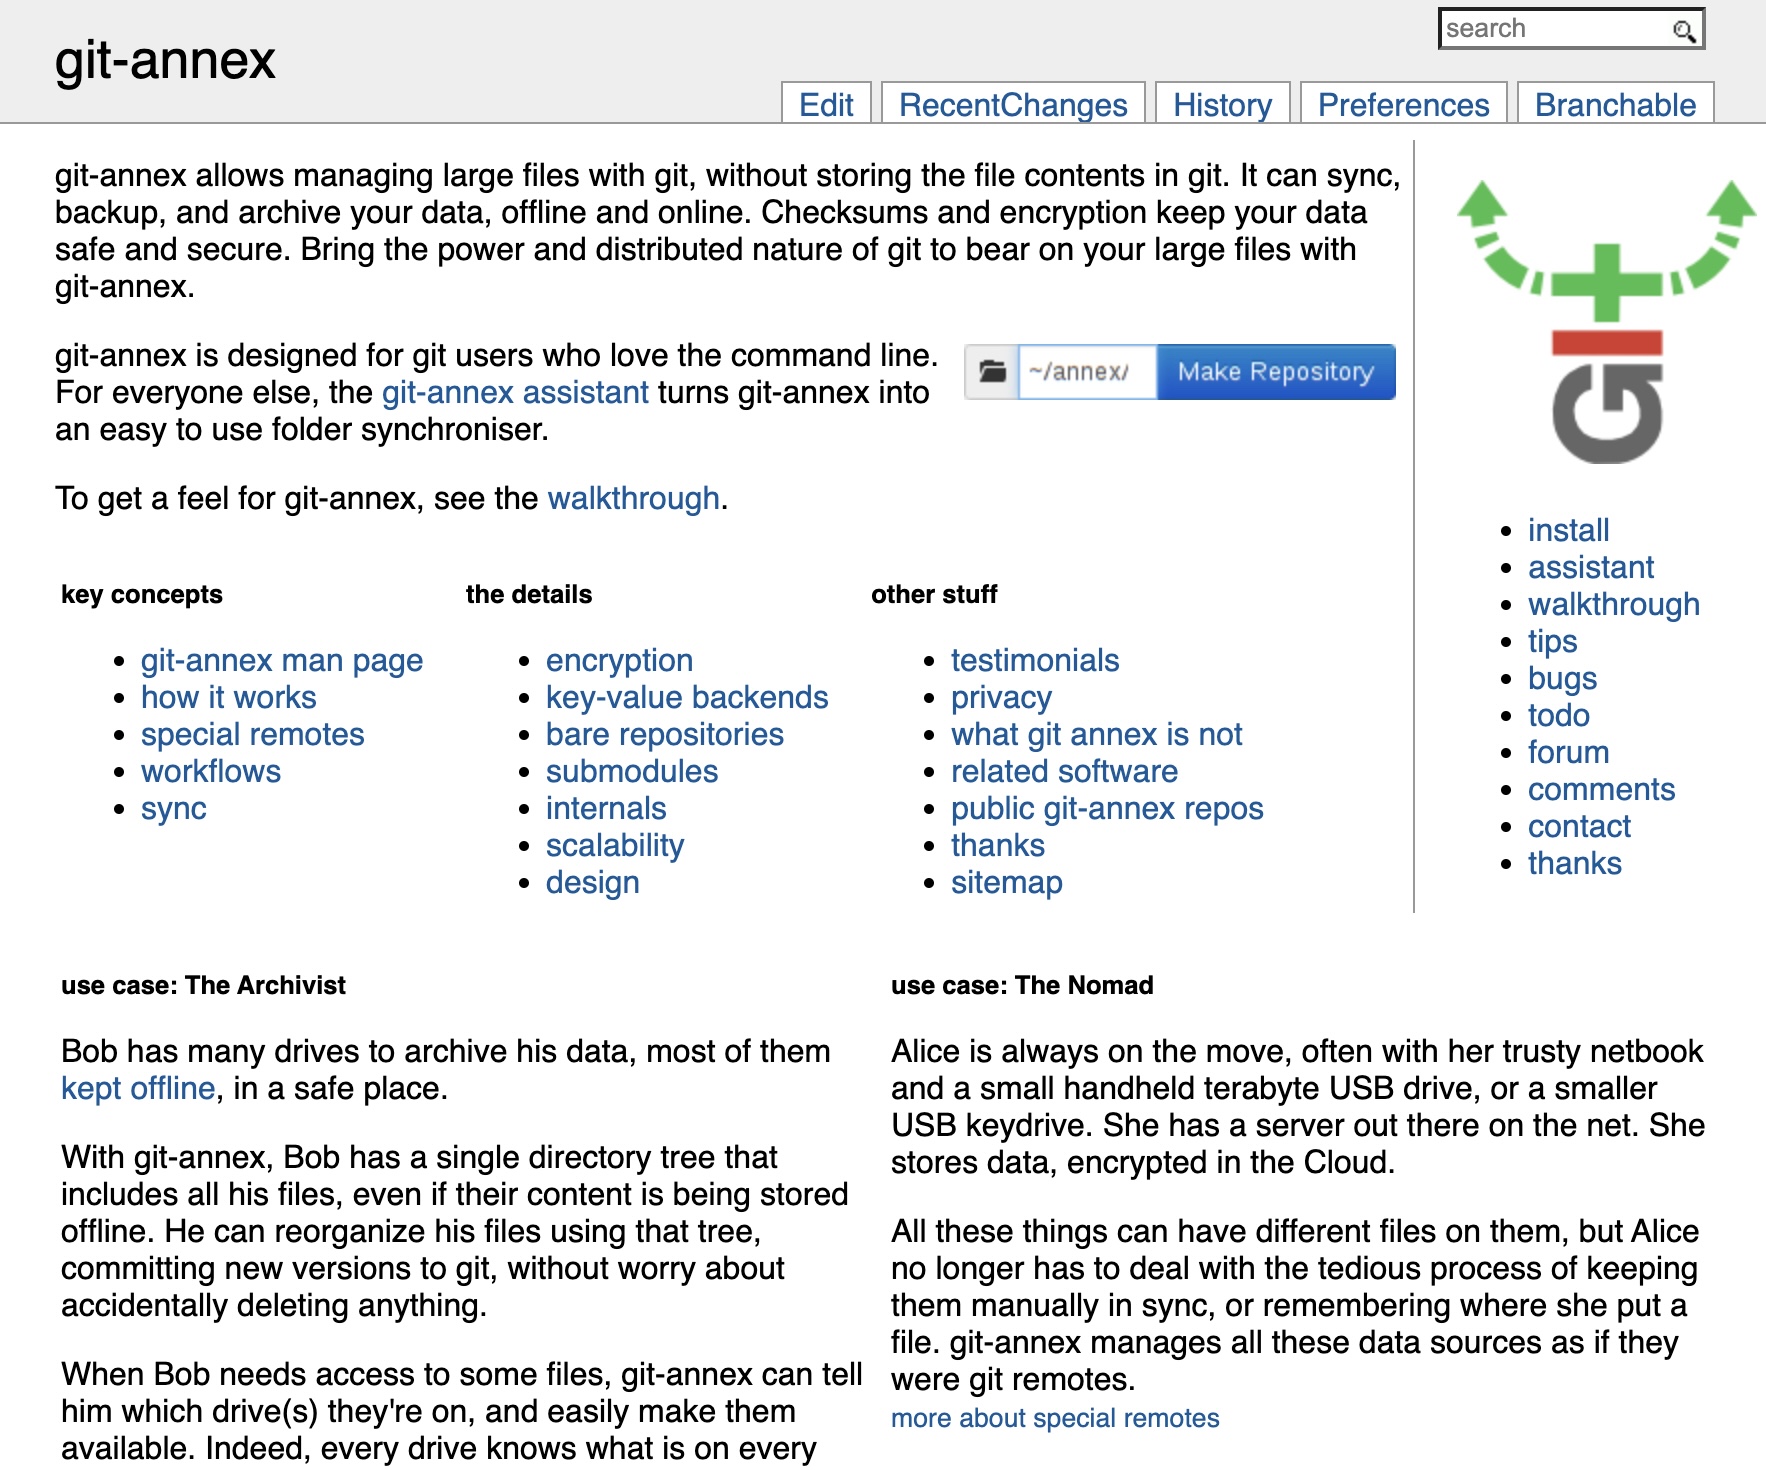 git-annex
search
Edit
RecentChanges
History
Preferences
Branchable
git-annex allows managing large files with git, without storing the file contents in git. It can sync,
backup, and archive your data, offline and online. Checksums and encryption keep your data
safe and secure. Bring the power and distributed nature of git to bear on your large files with
git-annex.
git-annex is designed for git users who love the command line.
For everyone else, the git-annex assistant turns git-annex into
an easy to use folder synchroniser.
~/annex/
Make Repository
To get a feel for git-annex, see the walkthrough.
key concepts
git-annex man page
how it works
special remotes
workflows
sync
the details
encryption
key-value backends
bare repositories
submodules
internals
scalability
design
other stuff
testimonials
privacy
what git annex is not
related software
public git-annex repos
thanks
sitemap
git
install
assistant
walkthrough
tips
bugs
todo
forum
comments
contact
thanks
use case: The Archivist
Bob has many drives to archive his data, most of them
kept offline, in a safe place.
With git-annex, Bob has a single directory tree that
includes all his files, even if their content is being stored
offline. He can reorganize his files using that tree,
committing new versions to git, without worry about
accidentally deleting anything.
When Bob needs access to some files, git-annex can tell
him which drive(s) they're on, and easily make them
available. Indeed, every drive knows what is on every
use case: The Nomad
Alice is always on the move, often with her trusty netbook
and a small handheld terabyte USB drive, or a smaller
USB keydrive. She has a server out there on the net. She
stores data, encrypted in the Cloud.
All these things can have different files on them, but Alice
no longer has to deal with the tedious process of keeping
them manually in sync, or remembering where she put a
file. git-annex manages all these data sources as if they
were git remotes.
more about special remotes